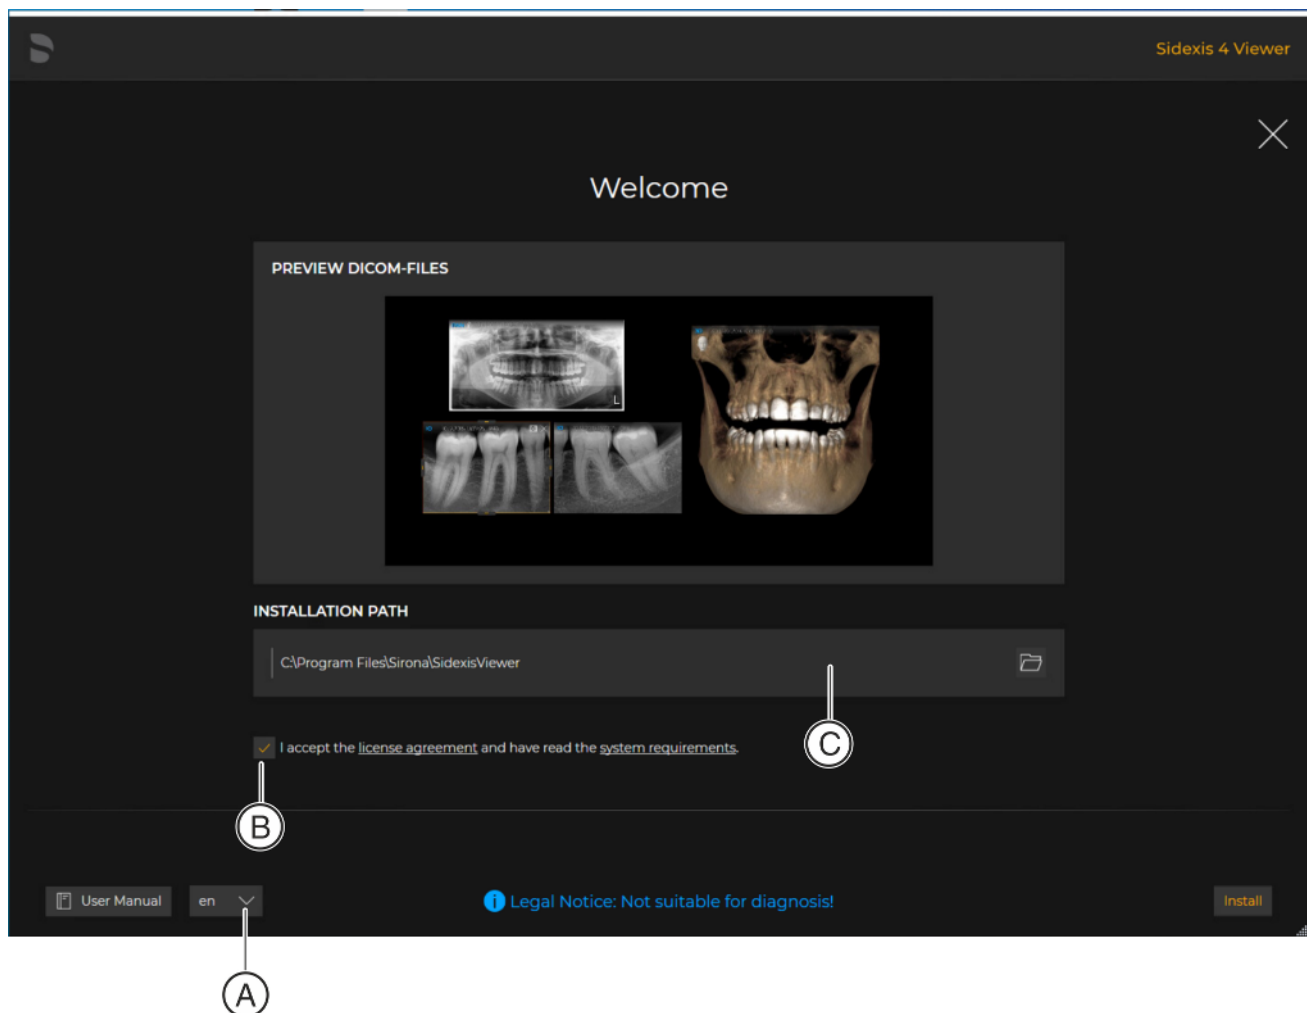 Sidexis 4 Viewer
Welcome
PREVIEW DICOM-FILES
L
INSTALLATION PATH
C:\Program Files\Sirona\SidexisViewer
C
I accept the license agreement and have read the system requirements.
B
User Manual
en
Legal Notice: Not suitable for diagnosis!
Install
A